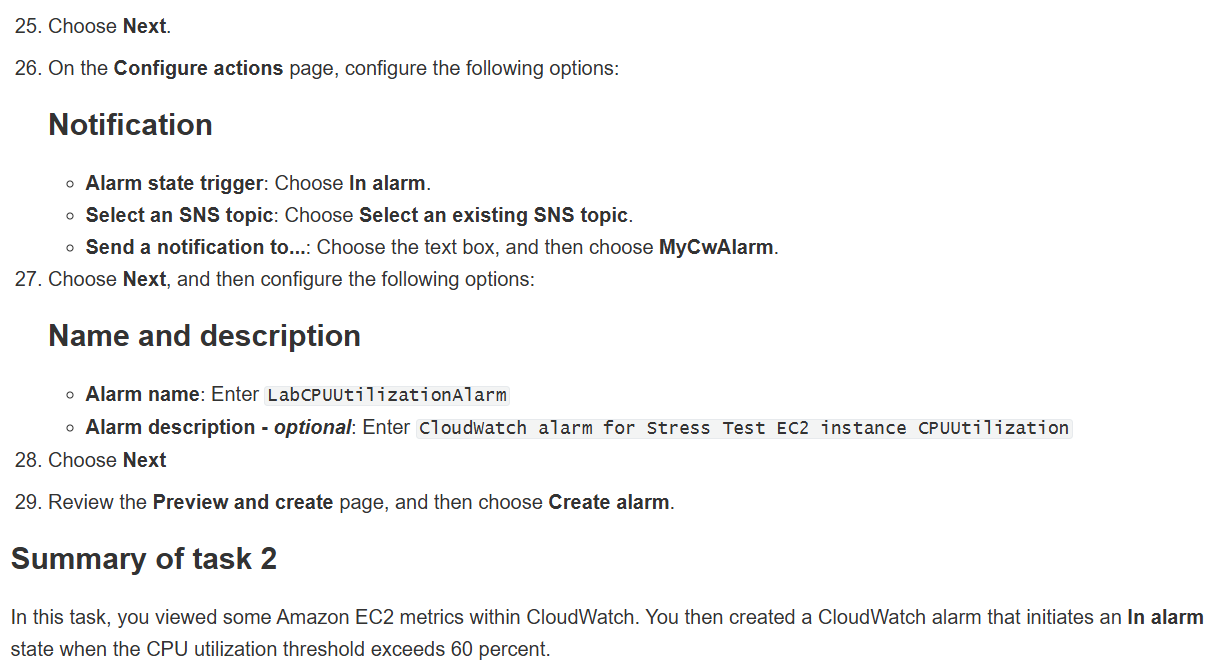 25. Choose Next.
26. On the Configure actions page, configure the following options:
Notification
Alarm state trigger: Choose In alarm.
Select an SNS topic: Choose Select an existing SNS topic.
Send a notification to...: Choose the text box, and then choose MyCwAlarm.
27. Choose Next, and then configure the following options:
Name and description
Alarm name: Enter LabCPUUtilizationAlarm
Alarm description - optional: Enter CloudWatch alarm for Stress Test EC2 instance CPUUtilization
28. Choose Next
29. Review the Preview and create page, and then choose Create alarm.
Summary of task 2
In this task, you viewed some Amazon EC2 metrics within CloudWatch. You then created a CloudWatch alarm that initiates an In alarm
state when the CPU utilization threshold exceeds 60 percent.